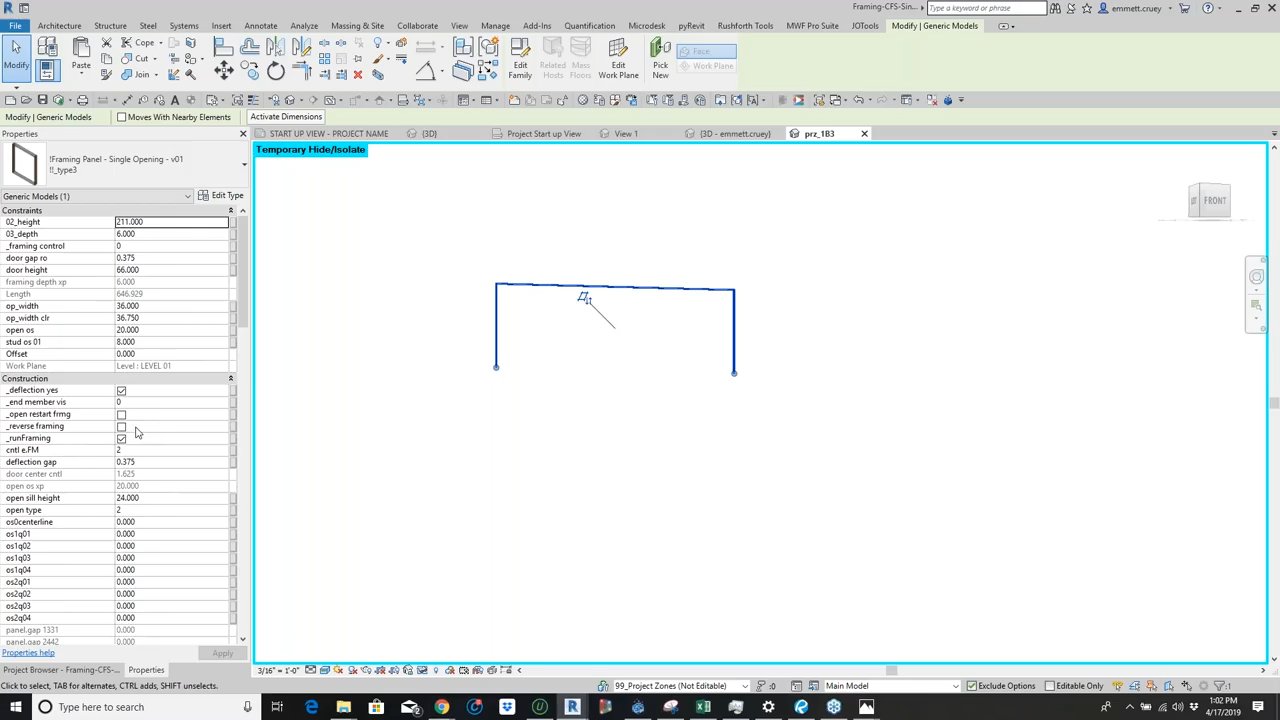 Framing-CFS-Sin...
Enter a keyword or phrase
emmett.cruey
File Architecture Structure Steel Systems Insert Annotate Analyze Massing & Site Collaborate View Manage Add-Ins Quantification Microdesk pyRevit Rushforth Tools MWF Pro Suite JOTools Modify | Generic Models
Modify
Paste
Cope
Cut
Join
Edit Family
Related Hosts
Mass Floors
Edit Work Plane
Pick New
Face
Work Plane
Modify | Generic Models Moves With Nearby Elements Activate Dimensions
Properties
START UP VIEW - PROJECT NAME {3D} Project Start up View View 1 {3D - emmett.cruey} prz_1B3
Temporary Hide/Isolate
FRONT
!Framing Panel - Single Opening - v01
!!_type3
Generic Models (1) Edit Type
Constraints
02_height 211.000
03_depth 6.000
_framing control 0
door gap ro 0.375
door height 66.000
framing depth xp 6.000
Length 646.929
op_width 36.000
op_width clr 36.750
open os 20.000
stud os 01 8.000
Offset 0.000
Work Plane Level : LEVEL 01
Construction
_deflection yes
_end member vis 0
_open restart frmg
_reverse framing
_runFraming
cntl e.FM 2
deflection gap 0.375
door center cntl 1.625
open os xp 20.000
open sill height 24.000
open type 2
os0centerline 0.000
os1q01 0.000
os1q02 0.000
os1q03 0.000
os1q04 0.000
os2q01 0.000
os2q02 0.000
os2q03 0.000
os2q04 0.000
panel.gap 1331 0.000
panel.gap 2442 0.000
Properties help Apply
Project Browser - Framing-CFS-... Properties
3/16" = 1'-0"
Click to select, TAB for alternates, CTRL adds, SHIFT unselects.
99_Project Zones (Not Editable) :0 Main Model Exclude Options Editable Only :1
Type here to search
1:02 PM
4/17/2019